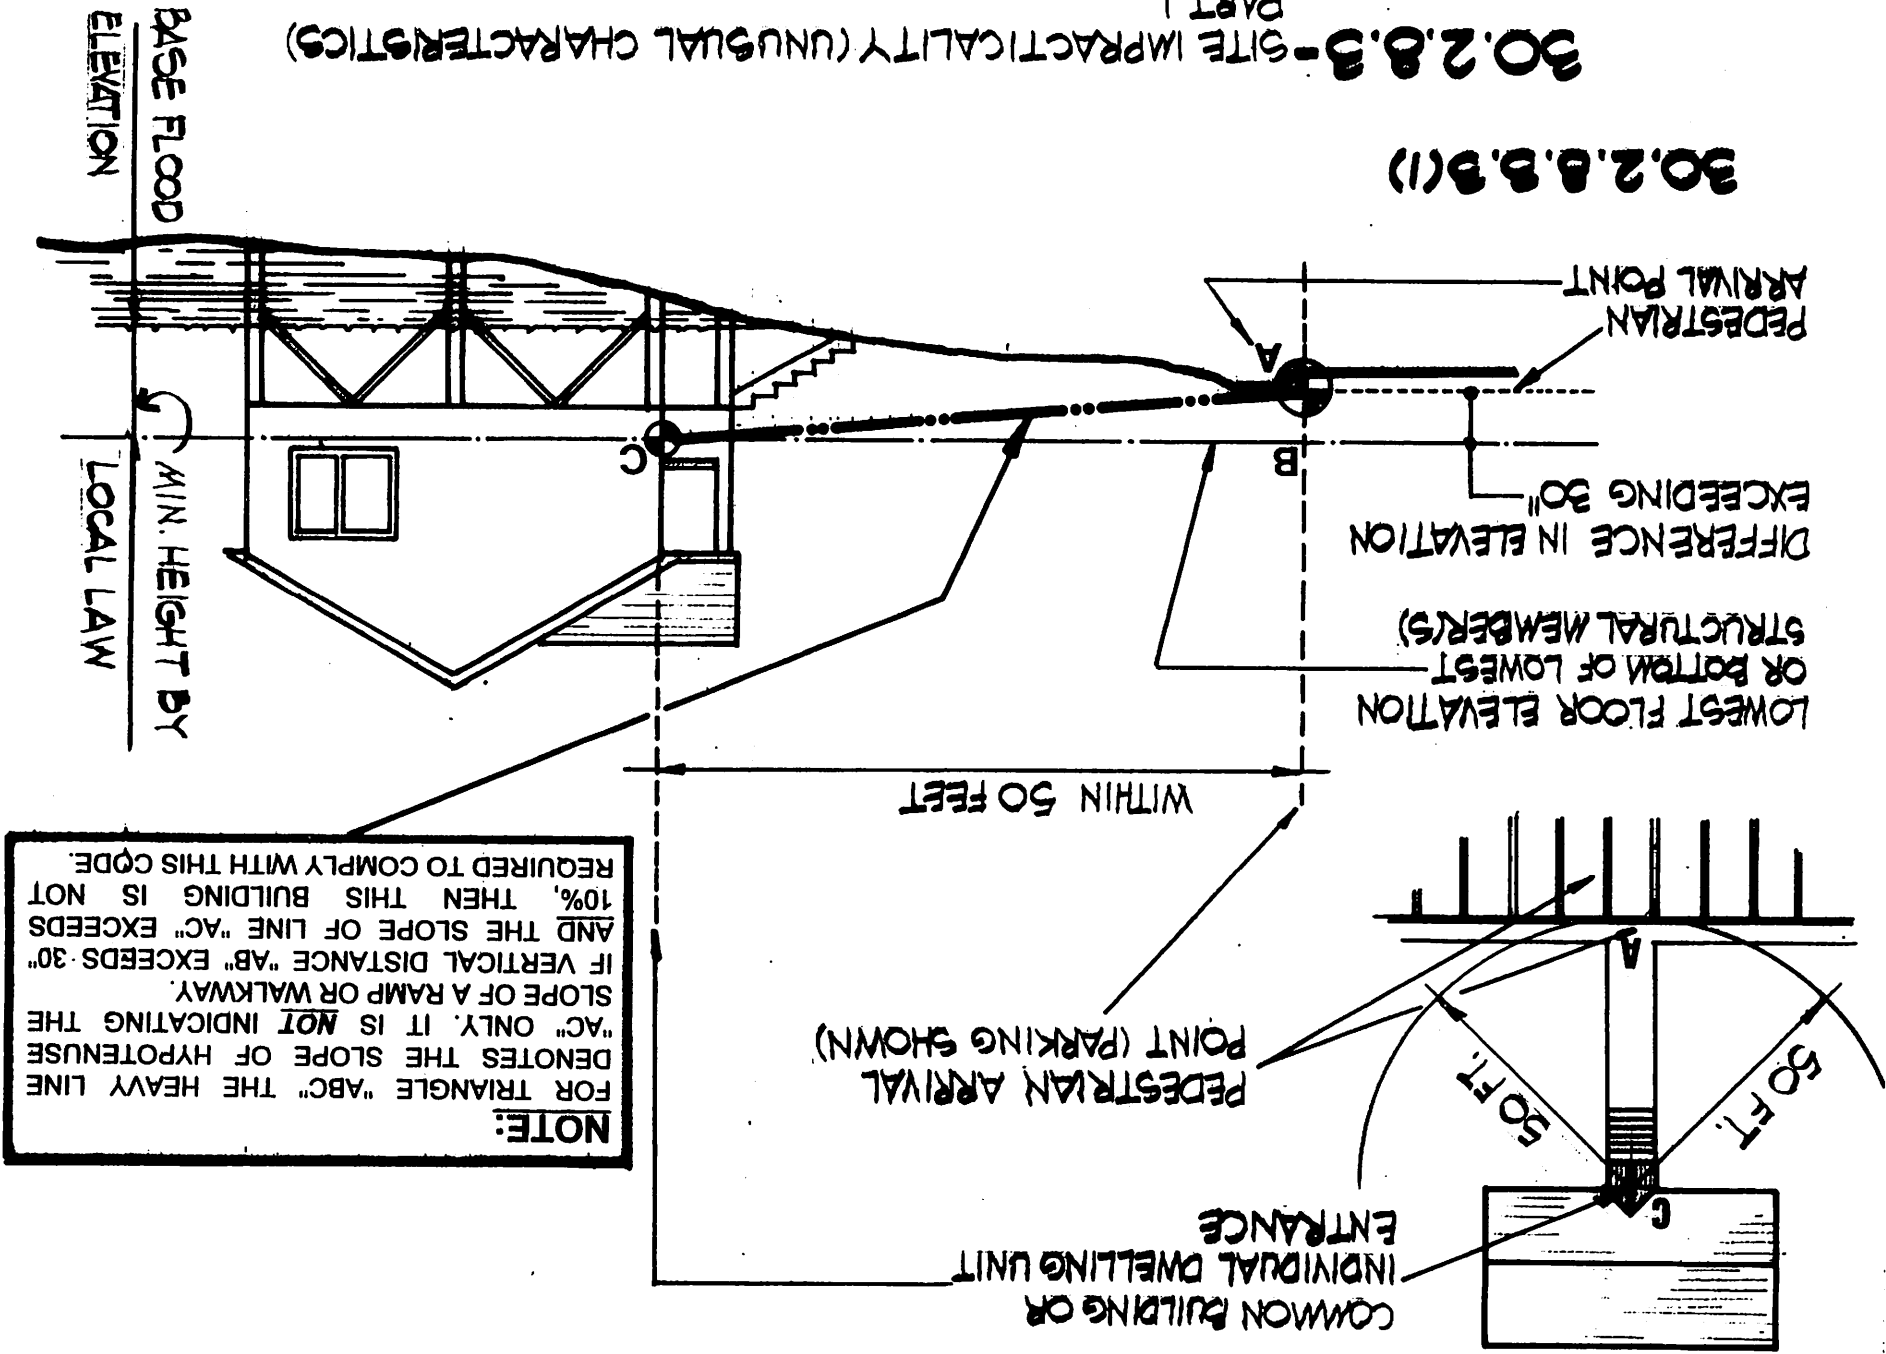 COMMON BUILDING OR
INDIVIDUAL DWELLING UNIT
ENTRANCE
C
50 FT.
50 FT.
A
PEDESTRIAN ARRIVAL
POINT (PARKING SHOWN)
NOTE:
FOR TRIANGLE "ABC" THE HEAVY LINE
DENOTES THE SLOPE OF HYPOTENUSE
"AC" ONLY. IT IS NOT INDICATING THE
SLOPE OF A RAMP OR WALKWAY.
IF VERTICAL DISTANCE "AB" EXCEEDS 30"
AND THE SLOPE OF LINE "AC" EXCEEDS
10%, THEN THIS BUILDING IS NOT
REQUIRED TO COMPLY WITH THIS CODE.
WITHIN 50 FEET
LOWEST FLOOR ELEVATION
OR BOTTOM OF LOWEST
STRUCTURAL MEMBER(S)
DIFFERENCE IN ELEVATION
EXCEEDING 30"
B
C
A
PEDESTRIAN
ARRIVAL POINT
MIN. HEIGHT BY
LOCAL LAW
BASE FLOOD
ELEVATION
30.2.8.3(1)
30.2.8.3-SITE IMPRACTICALITY (UNUSUAL CHARACTERISTICS)
PART 1